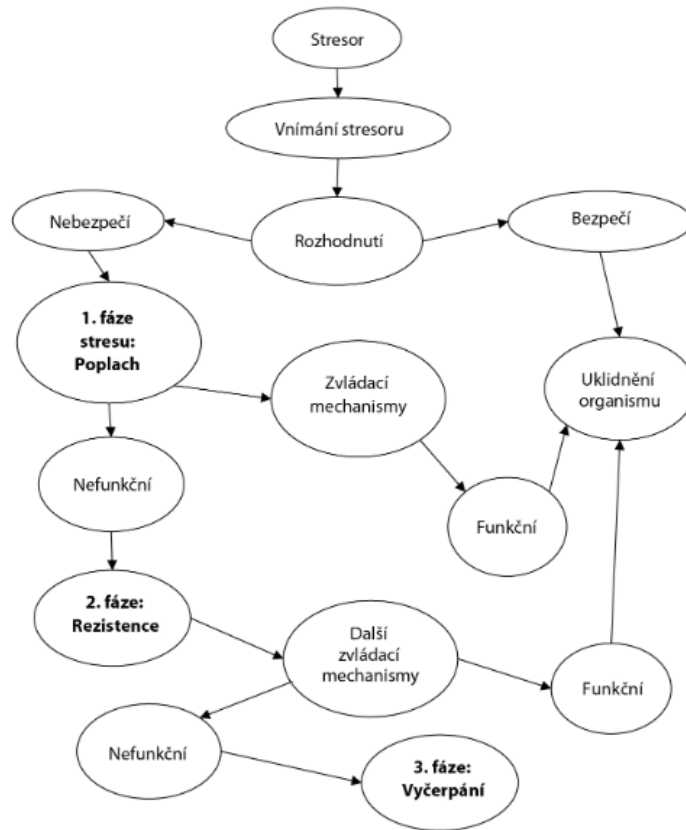 Stresor
Vnímání stresoru
Nebezpečí
Rozhodnutí
Bezpečí
1. fáze
stresu:
Poplach
Zvládací
mechanismy
Uklidnění
organismu
Nefunkční
Funkční
2. fáze:
Rezistence
Další
zvládací
mechanismy
Funkční
Nefunkční
3. fáze:
Vyčerpání